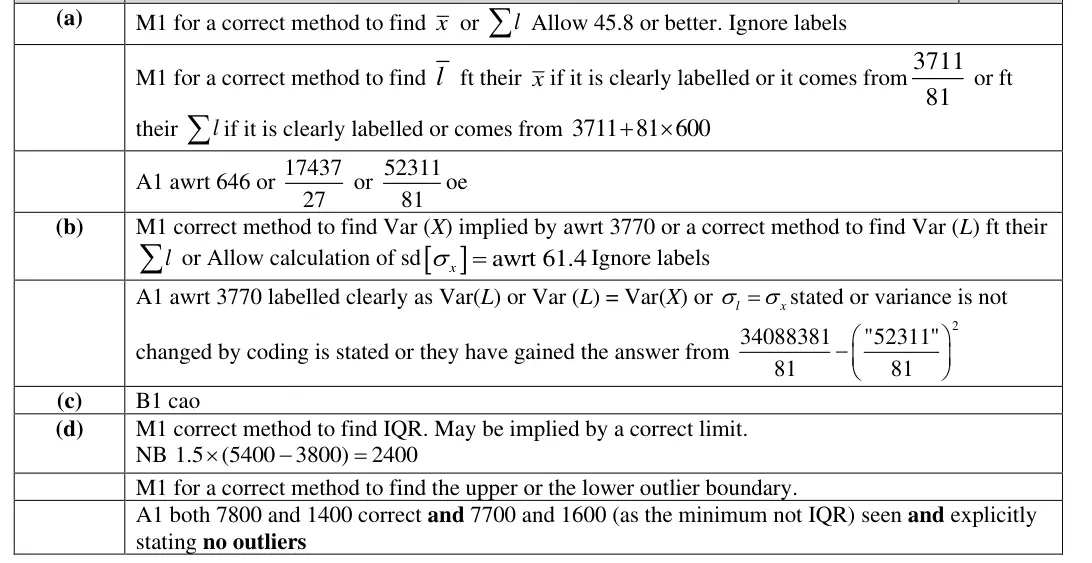 (a) M1 for a correct method to find x̅ or ∑l Allow 45.8 or better. Ignore labels
M1 for a correct method to find l̅ ft their x̅ if it is clearly labelled or it comes from 3711/81 or ft
their ∑l if it is clearly labelled or comes from 3711+81×600
A1 awrt 646 or 17437/27 or 52311/81 oe
(b) M1 correct method to find Var (X) implied by awrt 3770 or a correct method to find Var (L) ft their
∑l or Allow calculation of sd[σₓ] = awrt 61.4 Ignore labels
A1 awrt 3770 labelled clearly as Var(L) or Var (L) = Var(X) or σₗ = σₓ stated or variance is not
changed by coding is stated or they have gained the answer from 34088381/81 − ("52311"/81)²
(c) B1 cao
(d) M1 correct method to find IQR. May be implied by a correct limit.
NB 1.5×(5400−3800)=2400
M1 for a correct method to find the upper or the lower outlier boundary.
A1 both 7800 and 1400 correct and 7700 and 1600 (as the minimum not IQR) seen and explicitly
stating no outliers